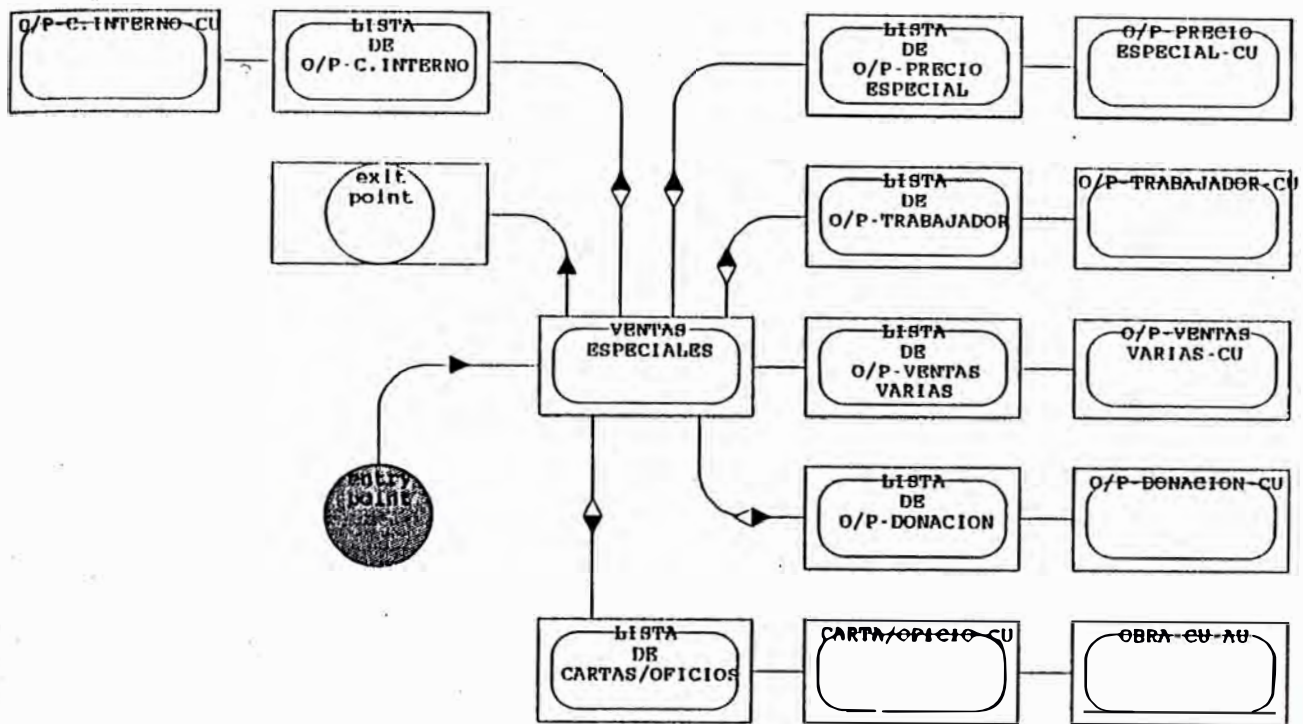 O/P-C.INTERNO-CU
LISTA
DE
O/P-C.INTERNO
LISTA
DE
O/P-PRECIO
ESPECIAL
O/P-PRECIO
ESPECIAL-CU
exit
point
LISTA
DE
O/P-TRABAJADOR
O/P-TRABAJADOR-CU
VENTAS
ESPECIALES
LISTA
DE
O/P-VENTAS
VARIAS
O/P-VENTAS
VARIAS-CU
entry
point
LISTA
DE
O/P-DONACION
O/P-DONACION-CU
LISTA
DE
CARTAS/OFICIOS
CARTA/OFICIO-CU
OBRA-CU-AU